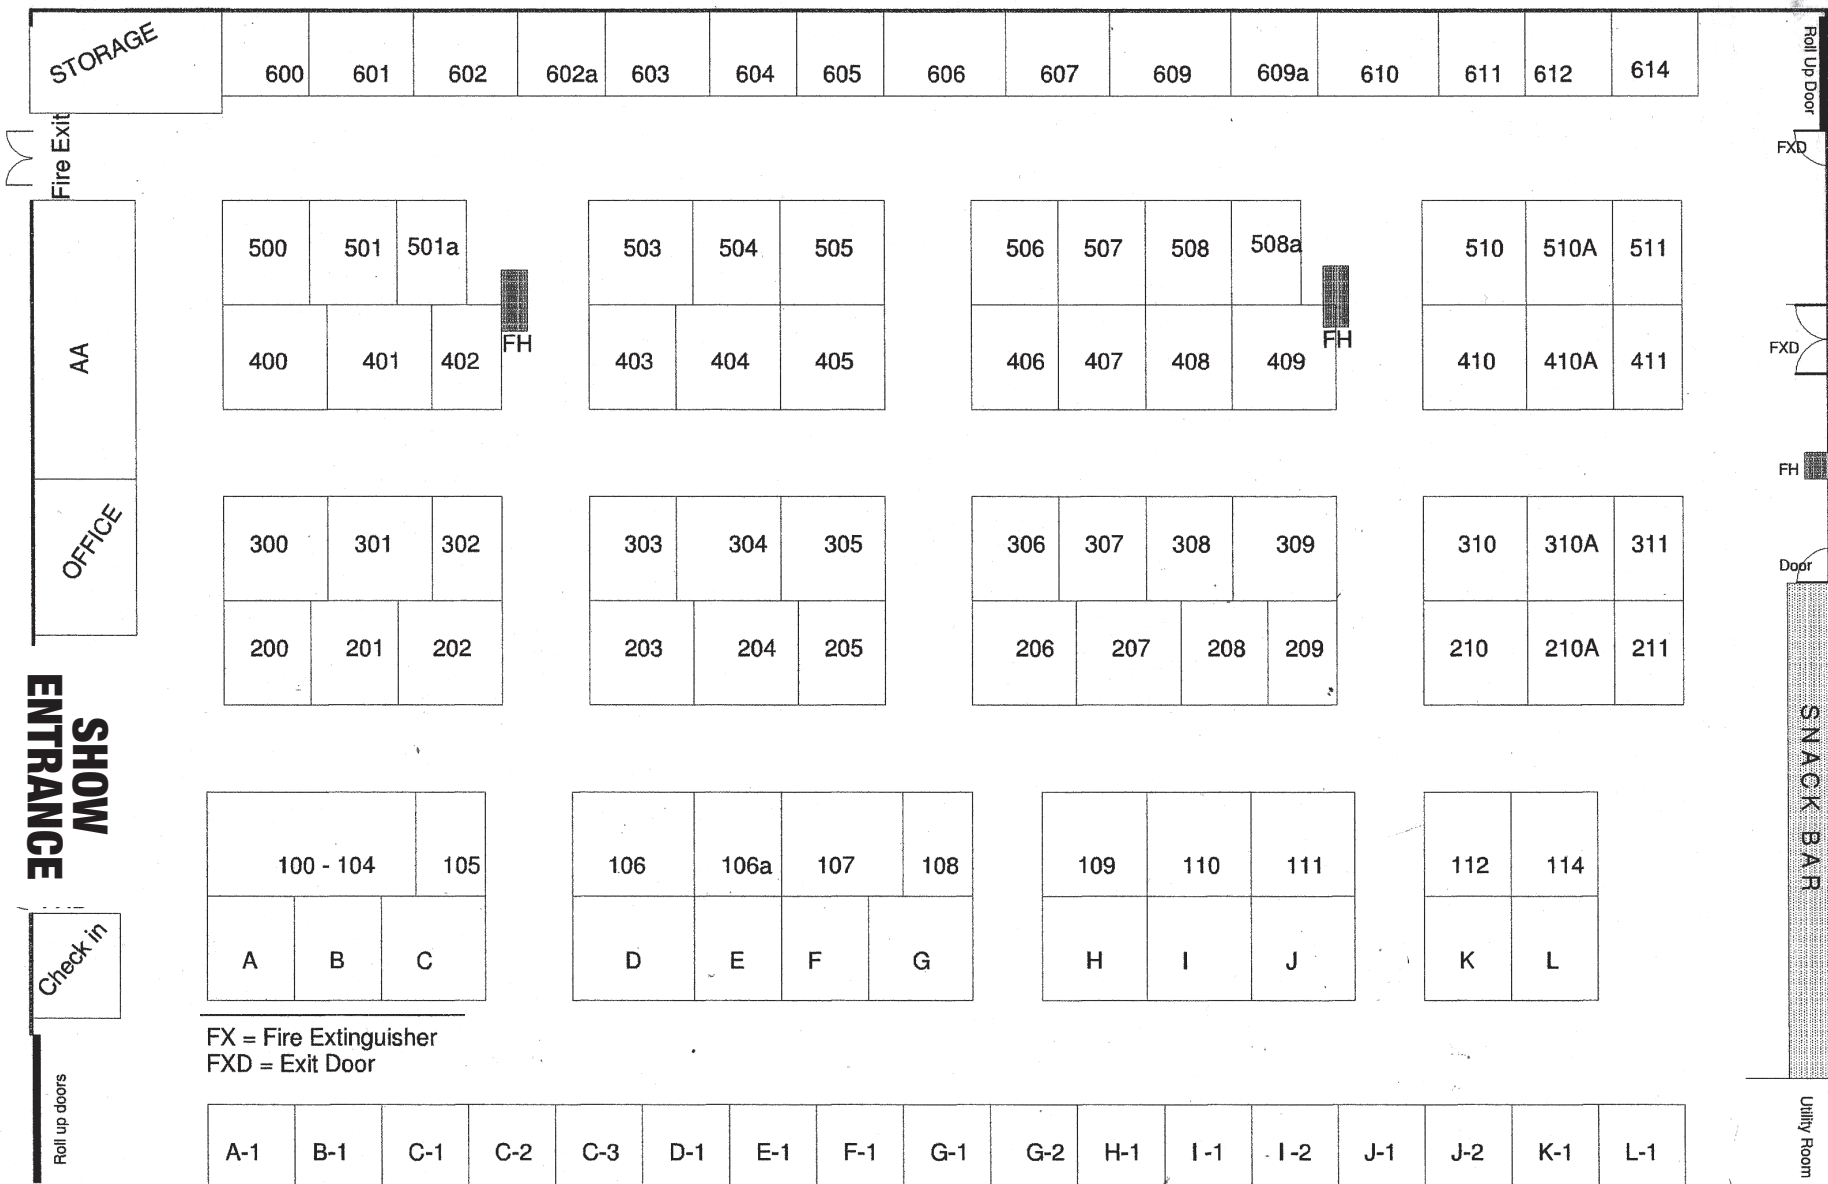 STORAGE
600 601 602 602a 603 604 605 606 607 609 609a 610 611 612 614
Roll Up Door
Fire Exit
FXD
500 501 501a 503 504 505 506 507 508 508a 510 510A 511
FH FH
400 401 402 403 404 405 406 407 408 409 410 410A 411
FXD
AA
FH
OFFICE
300 301 302 303 304 305 306 307 308 309 310 310A 311
Door
200 201 202 203 204 205 206 207 208 209 210 210A 211
SHOW
ENTRANCE
SNACK BAR
100 - 104 105 106 106a 107 108 109 110 111 112 114
Check in
A B C D E F G H I J K L
FX = Fire Extinguisher
FXD = Exit Door
Roll up doors
A-1 B-1 C-1 C-2 C-3 D-1 E-1 F-1 G-1 G-2 H-1 I-1 I-2 J-1 J-2 K-1 L-1
Utility Room